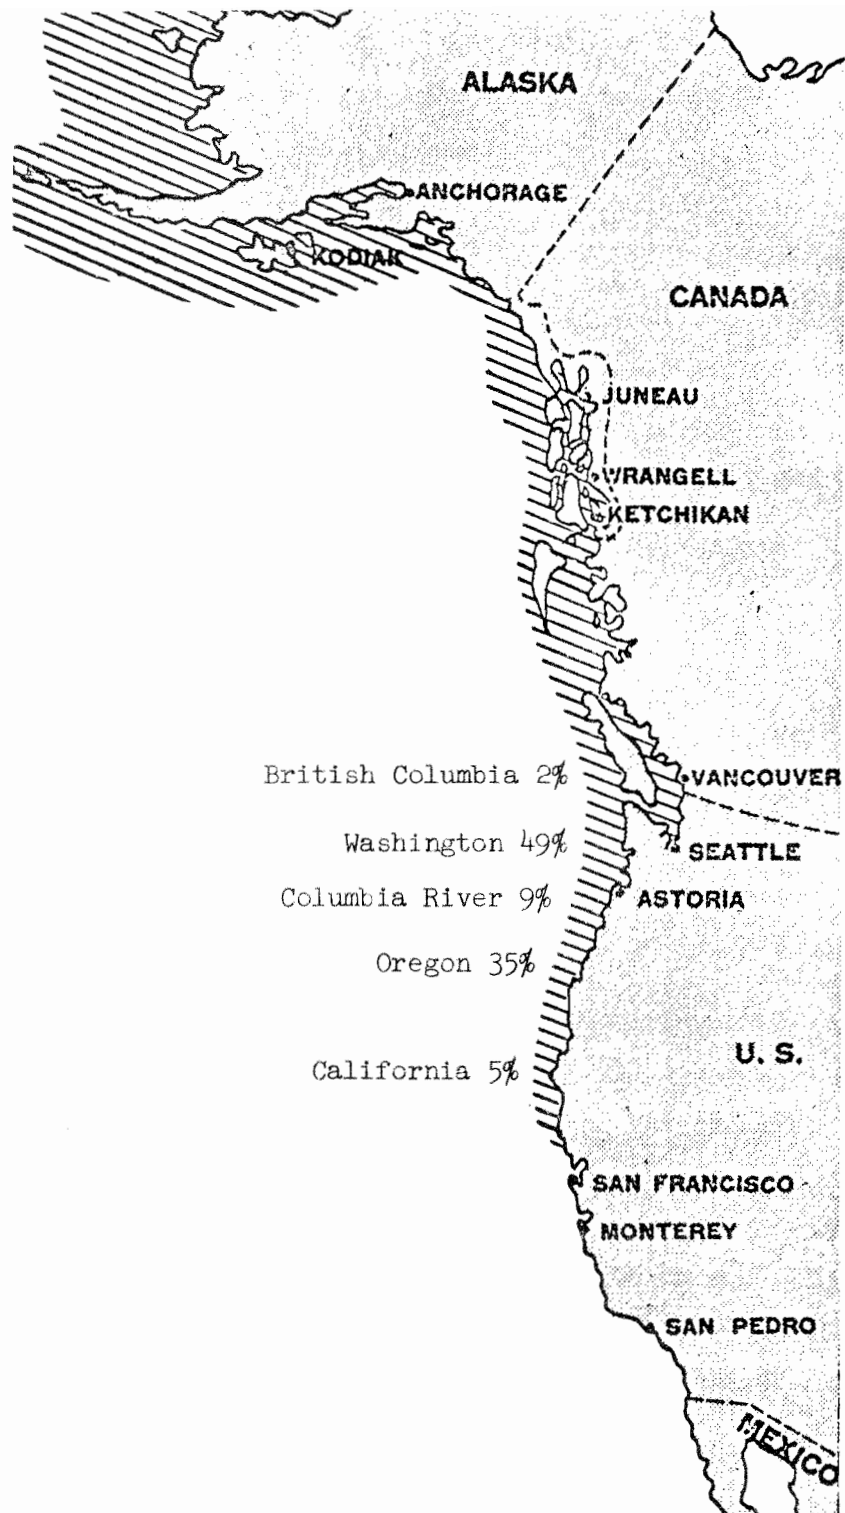 ALASKA
ANCHORAGE
KODIAK
CANADA
JUNEAU
WRANGELL
KETCHIKAN
British Columbia 2%
VANCOUVER
Washington 49%
SEATTLE
Columbia River 9%
ASTORIA
Oregon 35%
U. S.
California 5%
SAN FRANCISCO
MONTEREY
SAN PEDRO
MEXICO